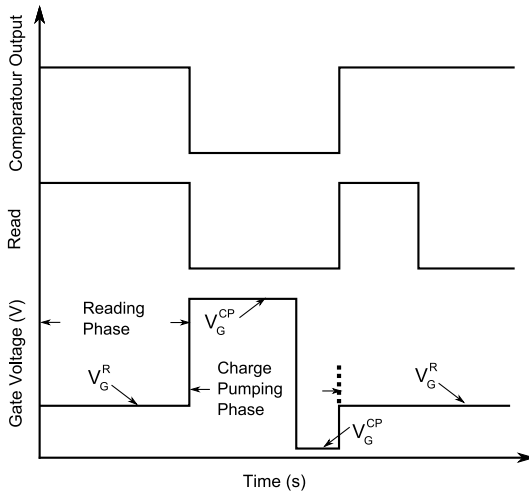 Comparatour Output
Read
Gate Voltage (V)
Reading
Phase
V_G^CP
V_G^R
Charge
Pumping
Phase
V_G^R
V_G^CP
Time (s)